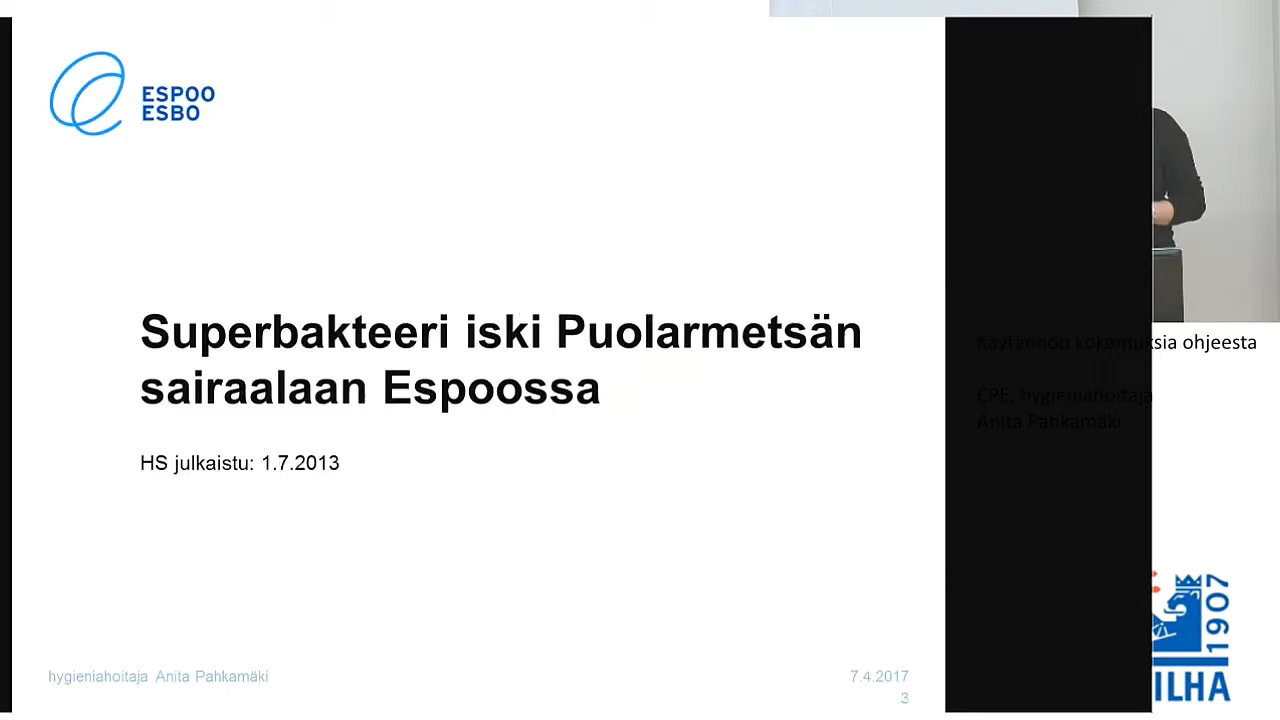 ESPOO
ESBO
Superbakteeri iski Puolarmetsän
sairaalaan Espoossa
HS julkaistu: 1.7.2013
hygieniahoitaja Anita Pahkamäki
7.4.2017
3
Käytännön kokemuksia ohjeesta
CPE, hygieniahoitaja
Anita Pahkamäki
1907
ILHA